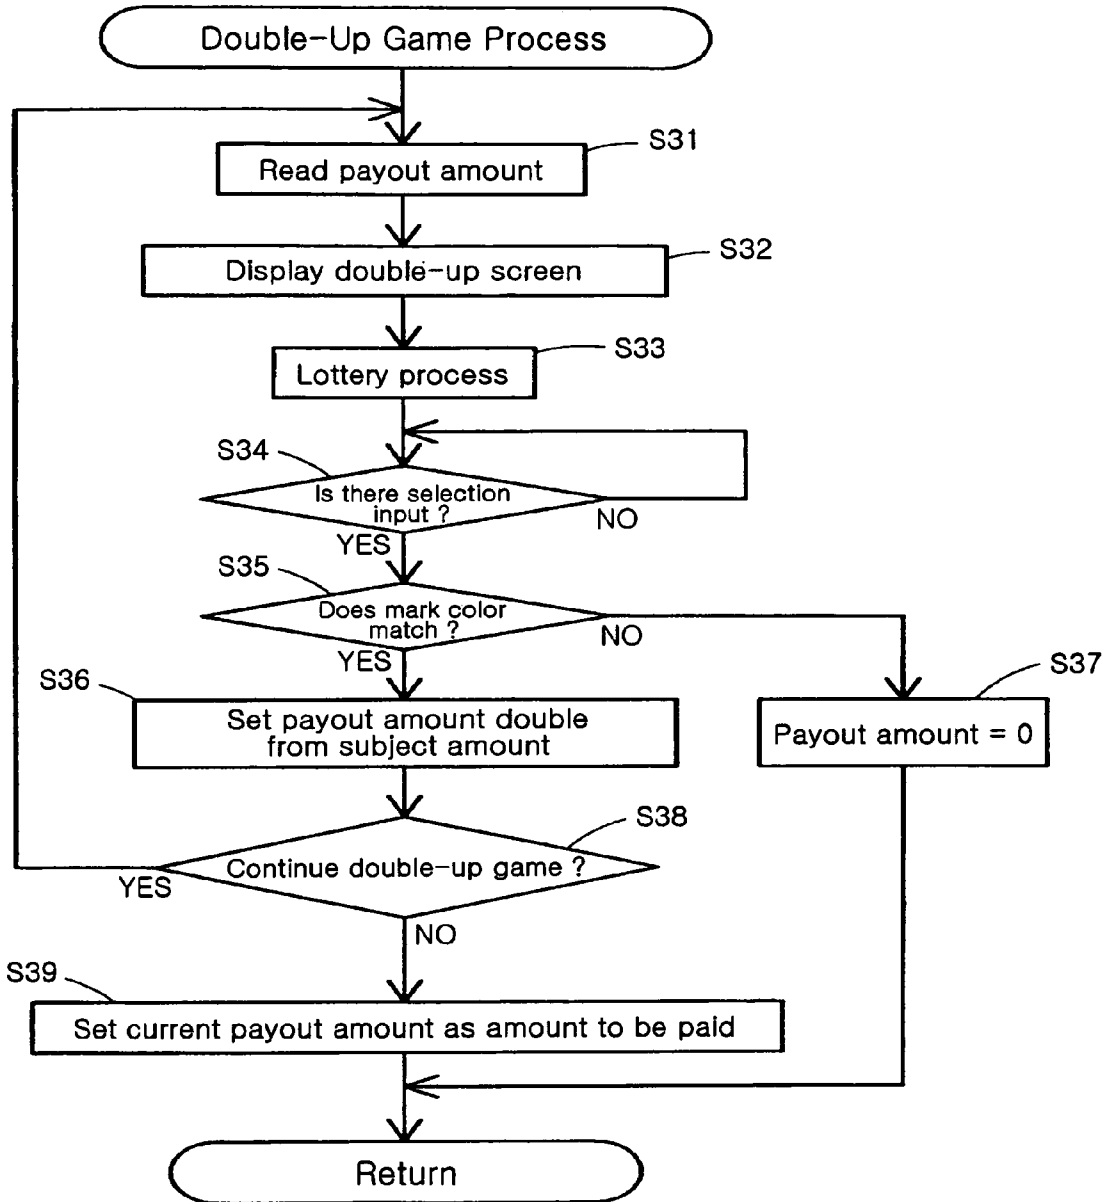 Double-Up Game Process
S31
Read payout amount
S32
Display double-up screen
S33
Lottery process
S34
Is there selection
input ?
NO
YES
S35
Does mark color
match ?
NO
YES
S36
Set payout amount double
from subject amount
S37
Payout amount = 0
S38
Continue double-up game ?
YES
NO
S39
Set current payout amount as amount to be paid
Return